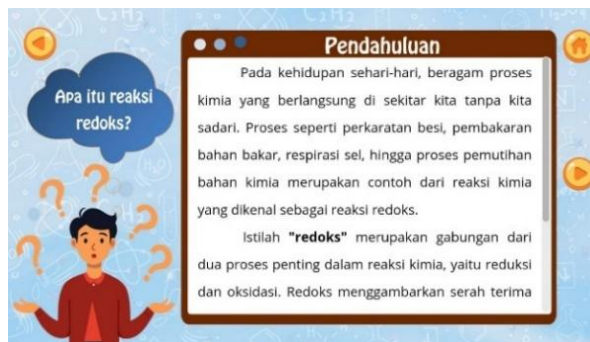 Apa itu reaksi
redoks?
Pendahuluan
Pada kehidupan sehari-hari, beragam proses
kimia yang berlangsung di sekitar kita tanpa kita
sadari. Proses seperti perkaratan besi, pembakaran
bahan bakar, respirasi sel, hingga proses pemutihan
bahan kimia merupakan contoh dari reaksi kimia
yang dikenal sebagai reaksi redoks.
Istilah "redoks" merupakan gabungan dari
dua proses penting dalam reaksi kimia, yaitu reduksi
dan oksidasi. Redoks menggambarkan serah terima